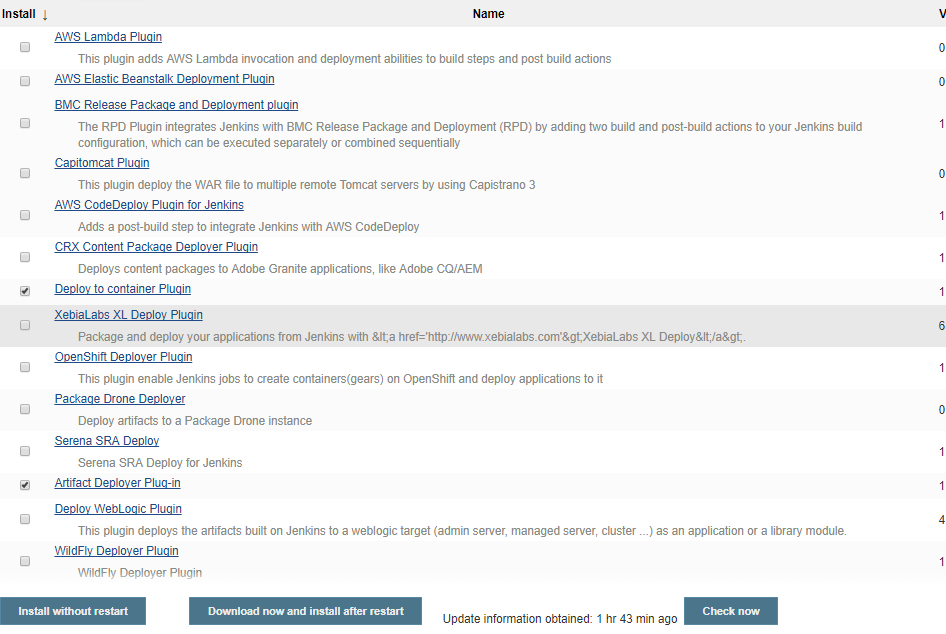 Install ↓ Name V
AWS Lambda Plugin
This plugin adds AWS Lambda invocation and deployment abilities to build steps and post build actions
0
AWS Elastic Beanstalk Deployment Plugin 0
BMC Release Package and Deployment plugin
The RPD Plugin integrates Jenkins with BMC Release Package and Deployment (RPD) by adding two build and post-build actions to your Jenkins build
configuration, which can be executed separately or combined sequentially
1
Capitomcat Plugin
This plugin deploy the WAR file to multiple remote Tomcat servers by using Capistrano 3
0
AWS CodeDeploy Plugin for Jenkins
Adds a post-build step to integrate Jenkins with AWS CodeDeploy
1
CRX Content Package Deployer Plugin
Deploys content packages to Adobe Granite applications, like Adobe CQ/AEM
1
Deploy to container Plugin 1
XebiaLabs XL Deploy Plugin
Package and deploy your applications from Jenkins with &lt;a href='http://www.xebialabs.com'&gt;XebiaLabs XL Deploy&lt;/a&gt;.
6
OpenShift Deployer Plugin
This plugin enable Jenkins jobs to create containers(gears) on OpenShift and deploy applications to it
1
Package Drone Deployer
Deploy artifacts to a Package Drone instance
0
Serena SRA Deploy
Serena SRA Deploy for Jenkins
1
Artifact Deployer Plug-in 1
Deploy WebLogic Plugin
This plugin deploys the artifacts built on Jenkins to a weblogic target (admin server, managed server, cluster ...) as an application or a library module.
4
WildFly Deployer Plugin
WildFly Deployer Plugin
1
Install without restart
Download now and install after restart
Update information obtained: 1 hr 43 min ago
Check now